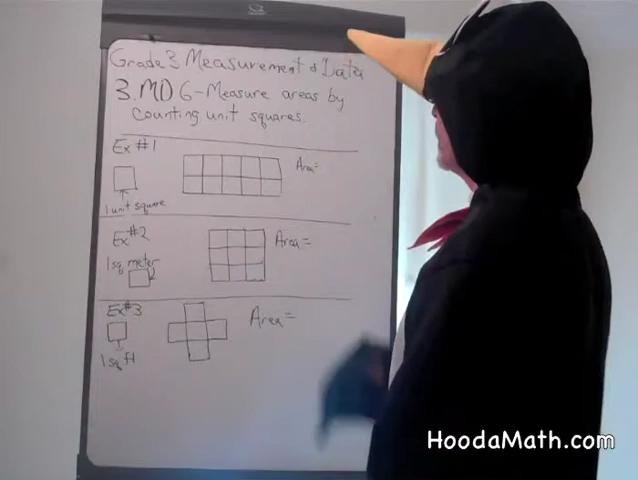 Grade 3 Measurement & Data
3.MD 6 - Measure areas by
counting unit squares.
Ex #1
Area=
1 unit square
Ex #2
Area =
1 sq meter
Ex #3
Area =
1 sq ft
HoodaMath.com